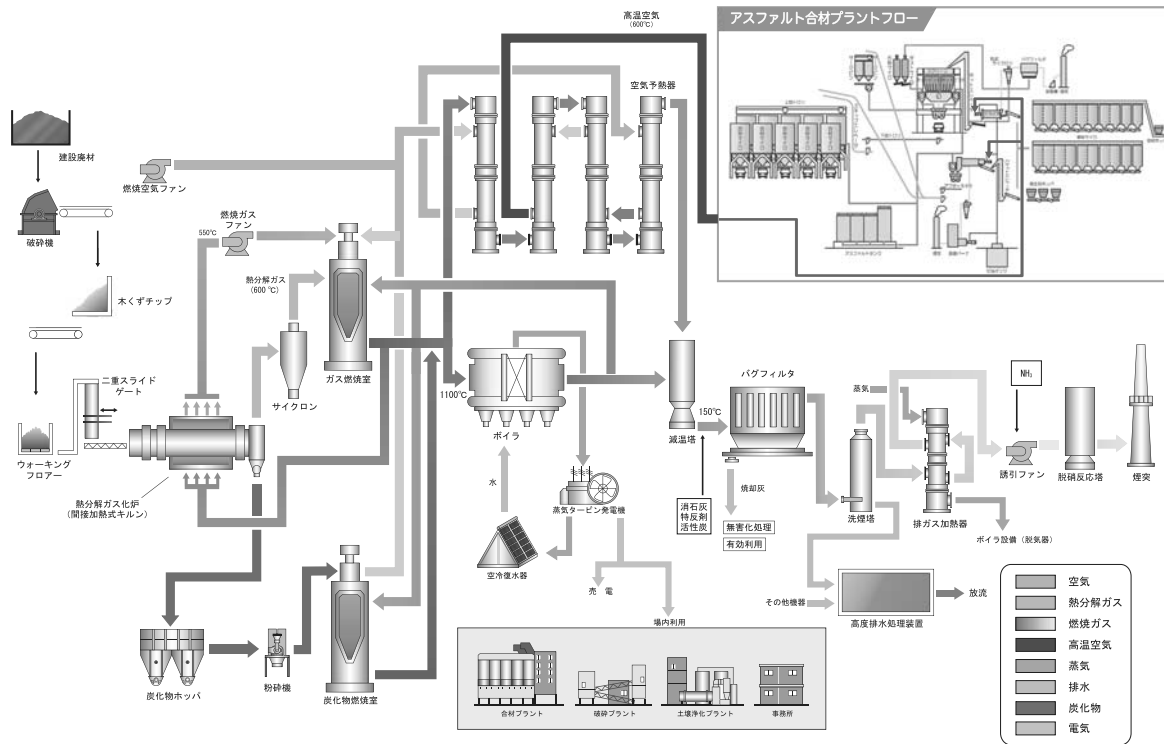 高温空気
(600℃)
アスファルト合材プラントフロー
空気予熱器
建設廃材
燃焼空気ファン
燃焼ガス
ファン
破砕機
550℃
熱分解ガス
(600 ℃)
木くずチップ
二重スライド
ゲート
サイクロン
ガス燃焼室
1100℃
ボイラ
減温塔
150℃
バグフィルタ
蒸気
NH₃
ウォーキング
フロアー
熱分解ガス化炉
(間接加熱式キルン)
水
蒸気タービン発電機
消石灰
特反剤
活性炭
焼却灰
無害化処理
有効利用
洗煙塔
排ガス加熱器
誘引ファン
脱硝反応塔
煙突
ボイラ設備(脱気器)
空冷復水器
売 電
場内利用
その他機器
高度排水処理装置
放流
炭化物ホッパ
粉砕機
炭化物燃焼室
合材プラント
破砕プラント
土壌浄化プラント
事務所
空気
熱分解ガス
燃焼ガス
高温空気
蒸気
排水
炭化物
電気
アスファルトタンク